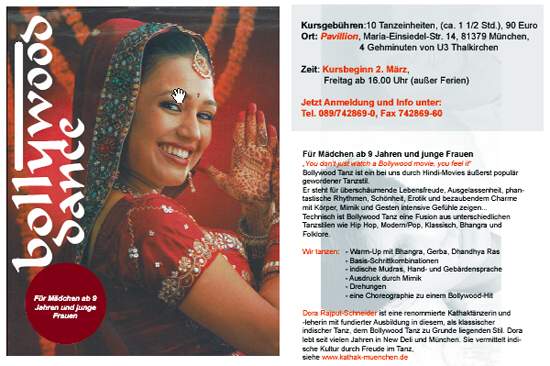 bollywood
dance
Für Mädchen ab 9
Jahren und junge
Frauen
Kursgebühren:10 Tanzeinheiten, (ca. 1 1/2 Std.), 90 Euro
Ort: Pavillion, Maria-Einsiedel-Str. 14, 81379 München,
4 Gehminuten von U3 Thalkirchen
Zeit: Kursbeginn 2. März,
Freitag ab 16.00 Uhr (außer Ferien)
Jetzt Anmeldung und Info unter:
Tel. 089/742869-0, Fax 742869-60
Für Mädchen ab 9 Jahren und junge Frauen
„You don't just watch a Bollywood movie, you feel it"
Bollywood Tanz ist ein bei uns durch Hindi-Movies äußerst populär
gewordener Tanzstil.
Er steht für überschäumende Lebensfreude, Ausgelassenheit, phan-
tastische Rhythmen, Schönheit, Erotik und bezaubernden Charme
mit Körper, Mimik und Gesten intensive Gefühle zeigen...
Technisch ist Bollywood Tanz eine Fusion aus unterschiedlichen
Tanzstilen wie Hip Hop, Modern/Pop, Klassisch, Bhangra und
Folklore.
Wir tanzen: - Warm-Up mit Bhangra, Gerba, Dhandhya Ras
- Basis-Schrittkombinationen
- indische Mudras, Hand- und Gebärdensprache
- Ausdruck durch Mimik
- Drehungen
- eine Choreographie zu einem Bollywood-Hit
Dora Rajput-Schneider ist eine renommierte Kathaktänzerin und
-leherin mit fundierter Ausbildung in diesem, als klassischer
indischer Tanz, dem Bollywood Tanz zu Grunde liegenden Stil. Dora
lebt seit vielen Jahren in New Deli und München. Sie vermittelt indi-
sche Kultur durch Freude im Tanz,
siehe www.kathak-muenchen.de